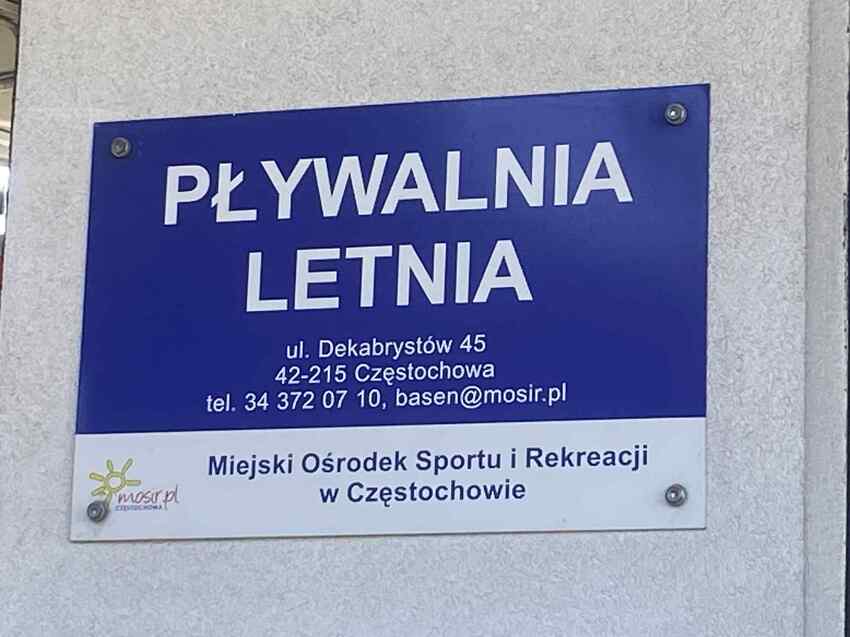 PŁYWALNIA
LETNIA
ul. Dekabrystów 45
42-215 Częstochowa
tel. 34 372 07 10, basen@mosir.pl
Miejski Ośrodek Sportu i Rekreacji
w Częstochowie
mosir.pl
CZĘSTOCHOWA